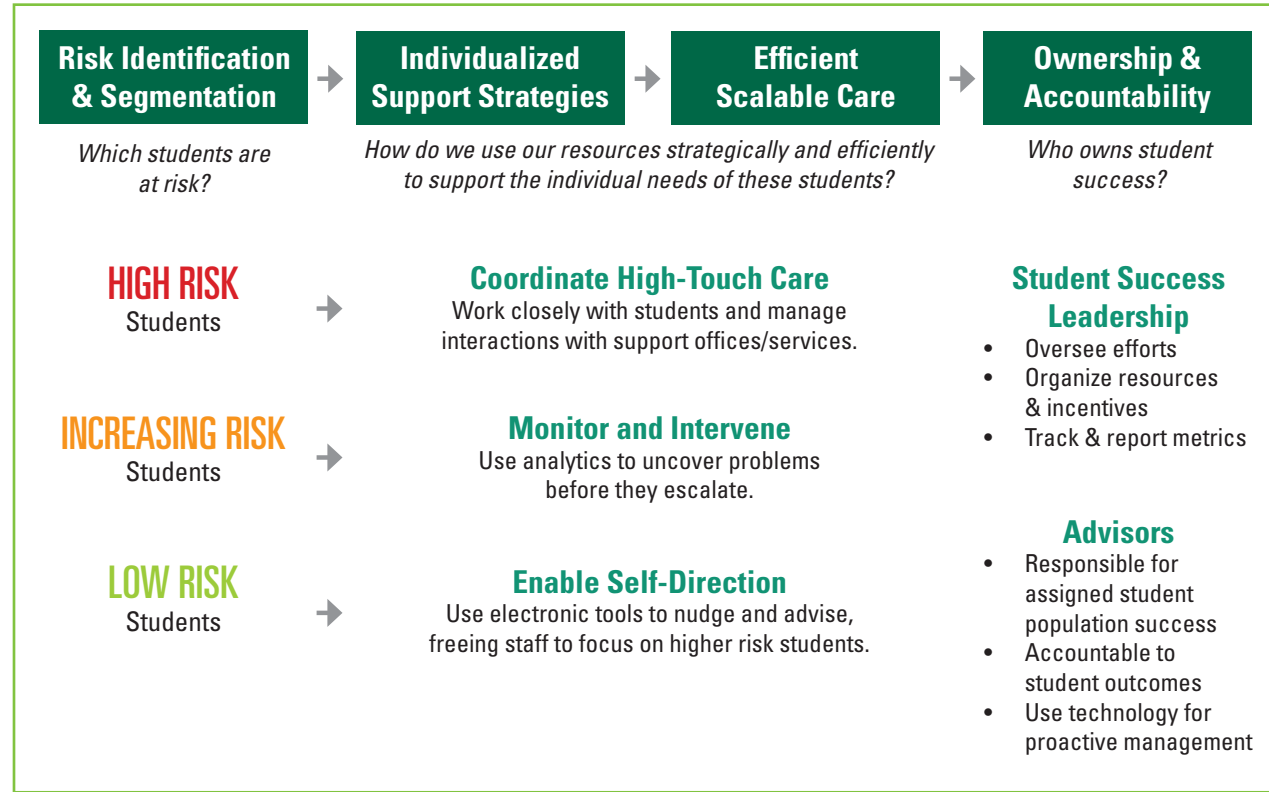 Risk Identification
& Segmentation
Individualized
Support Strategies
Efficient
Scalable Care
Ownership &
Accountability
Which students are
at risk?
How do we use our resources strategically and efficiently
to support the individual needs of these students?
Who owns student
success?
HIGH RISK
Students
Coordinate High-Touch Care
Work closely with students and manage
interactions with support offices/services.
INCREASING RISK
Students
Monitor and Intervene
Use analytics to uncover problems
before they escalate.
LOW RISK
Students
Enable Self-Direction
Use electronic tools to nudge and advise,
freeing staff to focus on higher risk students.
Student Success
Leadership
• Oversee efforts
• Organize resources
& incentives
• Track & report metrics
Advisors
• Responsible for
assigned student
population success
• Accountable to
student outcomes
• Use technology for
proactive management